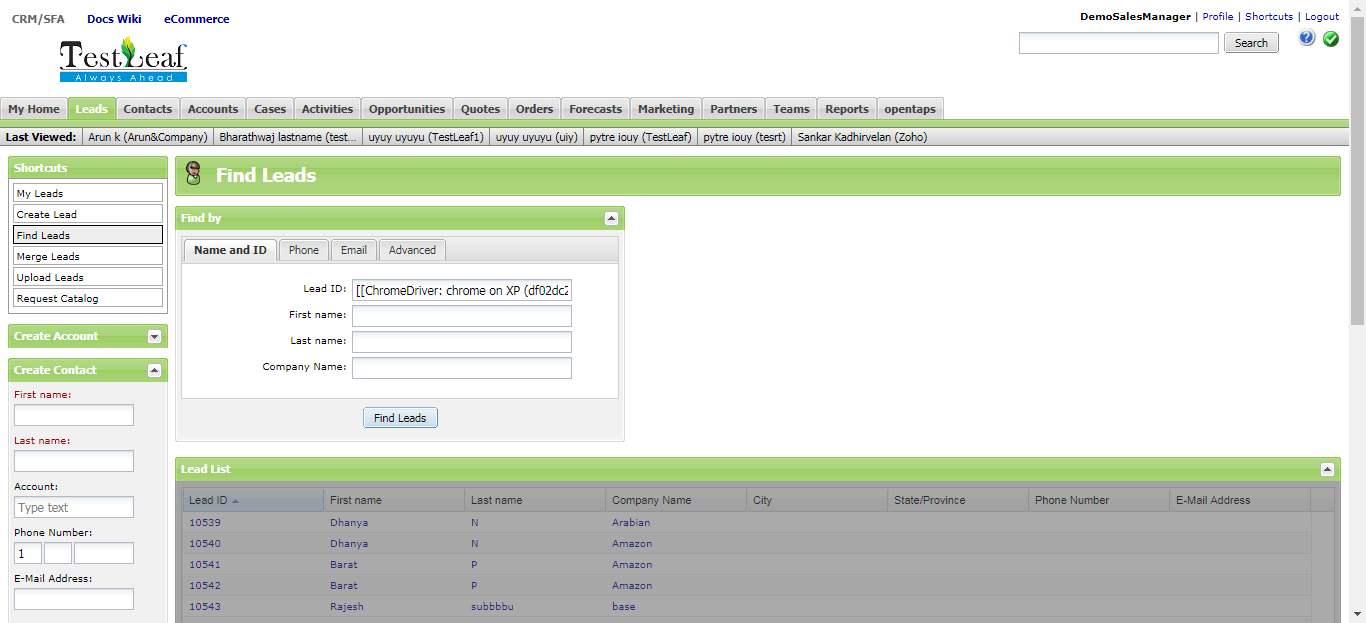 CRM/SFA Docs Wiki eCommerce
DemoSalesManager | Profile | Shortcuts | Logout
TestLeaf
Always Ahead
Search
My Home Leads Contacts Accounts Cases Activities Opportunities Quotes Orders Forecasts Marketing Partners Teams Reports opentaps
Last Viewed: Arun k (Arun&Company) Bharathwaj lastname (test... uyuy uyuyu (TestLeaf1) uyuy uyuyu (uiy) pytre iouy (TestLeaf) pytre iouy (tesrt) Sankar Kadhirvelan (Zoho)
Shortcuts
My Leads
Create Lead
Find Leads
Merge Leads
Upload Leads
Request Catalog
Create Account
Create Contact
First name:
Last name:
Account:
Type text
Phone Number:
1
E-Mail Address:
Find Leads
Find by
Name and ID Phone Email Advanced
Lead ID: [[ChromeDriver: chrome on XP (df02dc2
First name:
Last name:
Company Name:
Find Leads
Lead List
Lead ID First name Last name Company Name City State/Province Phone Number E-Mail Address
10539 Dhanya N Arabian
10540 Dhanya N Amazon
10541 Barat P Amazon
10542 Barat P Amazon
10543 Rajesh subbbbu base